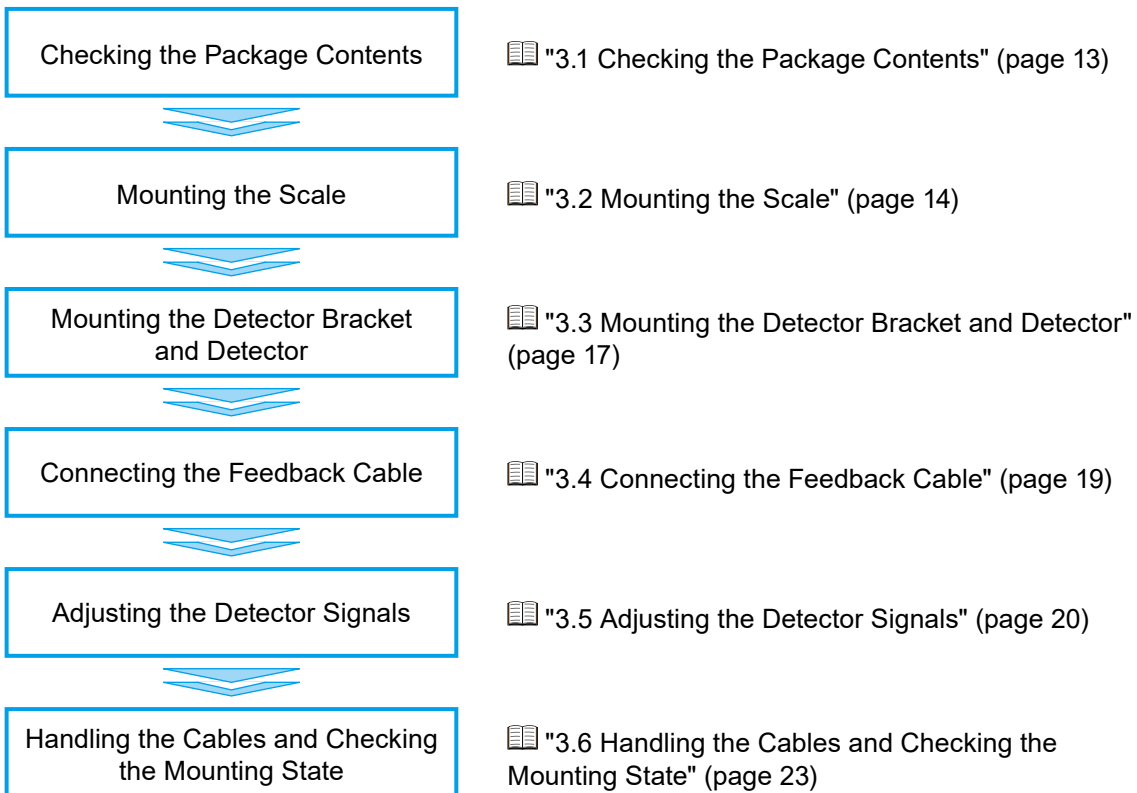 Checking the Package Contents
"3.1 Checking the Package Contents" (page 13)
Mounting the Scale
"3.2 Mounting the Scale" (page 14)
Mounting the Detector Bracket
and Detector
"3.3 Mounting the Detector Bracket and Detector"
(page 17)
Connecting the Feedback Cable
"3.4 Connecting the Feedback Cable" (page 19)
Adjusting the Detector Signals
"3.5 Adjusting the Detector Signals" (page 20)
Handling the Cables and Checking
the Mounting State
"3.6 Handling the Cables and Checking the
Mounting State" (page 23)